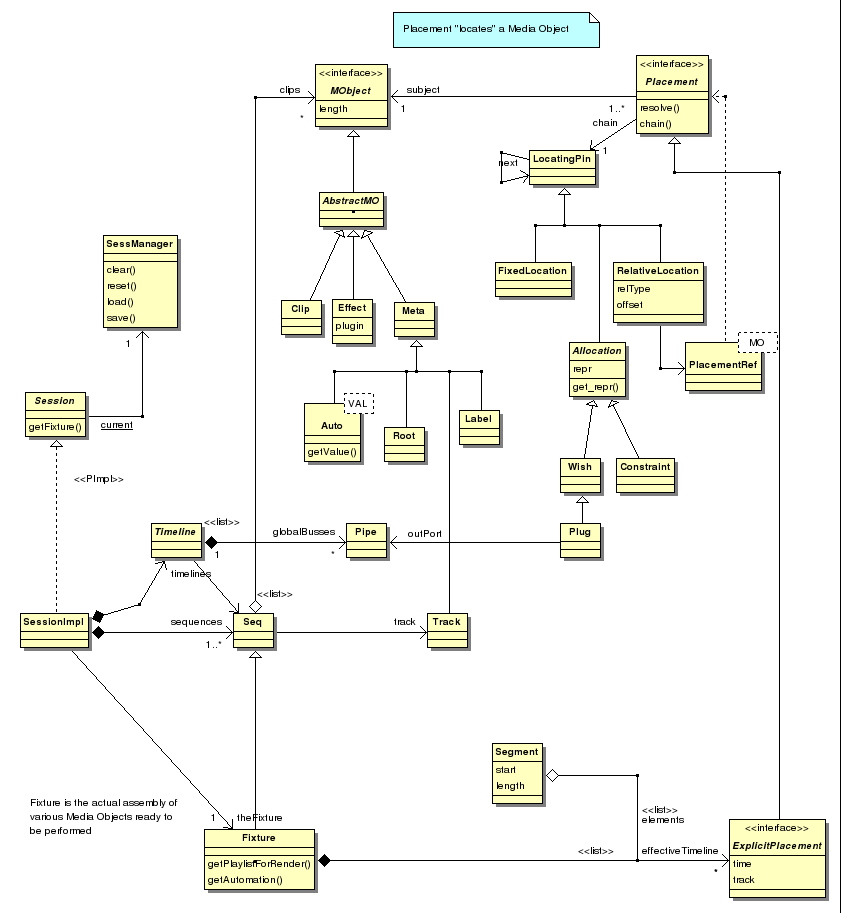 Placement "locates" a Media Object
<<interface>>
MObject
length
clips
*
subject
1
<<interface>>
Placement
resolve()
chain()
1..*
chain
1
LocatingPin
next
AbstractMO
SessManager
clear()
reset()
load()
save()
1
FixedLocation
RelativeLocation
relType
offset
Clip
Effect
plugin
Meta
Allocation
repr
get_repr()
MO
PlacementRef
Session
getFixture()
current
VAL
Auto
getValue()
Root
Label
Wish
Constraint
<<PImpl>>
Timeline
<<list>>
1
globalBusses
*
Pipe
outPort
Plug
timelines
<<list>>
SessionImpl
sequences
1..*
Seq
track
Track
Segment
start
length
Fixture is the actual assembly of
various Media Objects ready to
be performed
1
theFixture
<<list>>
elements
Fixture
getPlaylistForRender()
getAutomation()
<<list>>
effectiveTimeline
*
<<interface>>
ExplicitPlacement
time
track